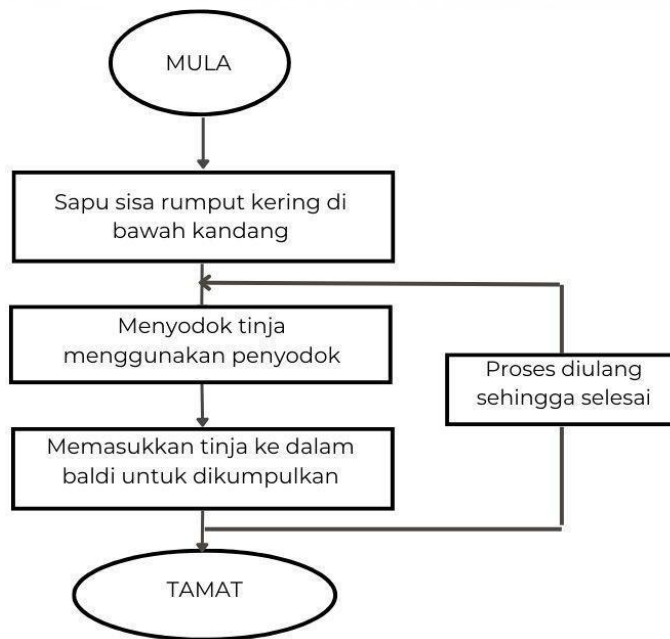 MULA
Sapu sisa rumput kering di
bawah kandang
Menyodok tinja
menggunakan penyodok
Proses diulang
sehingga selesai
Memasukkan tinja ke dalam
baldi untuk dikumpulkan
TAMAT